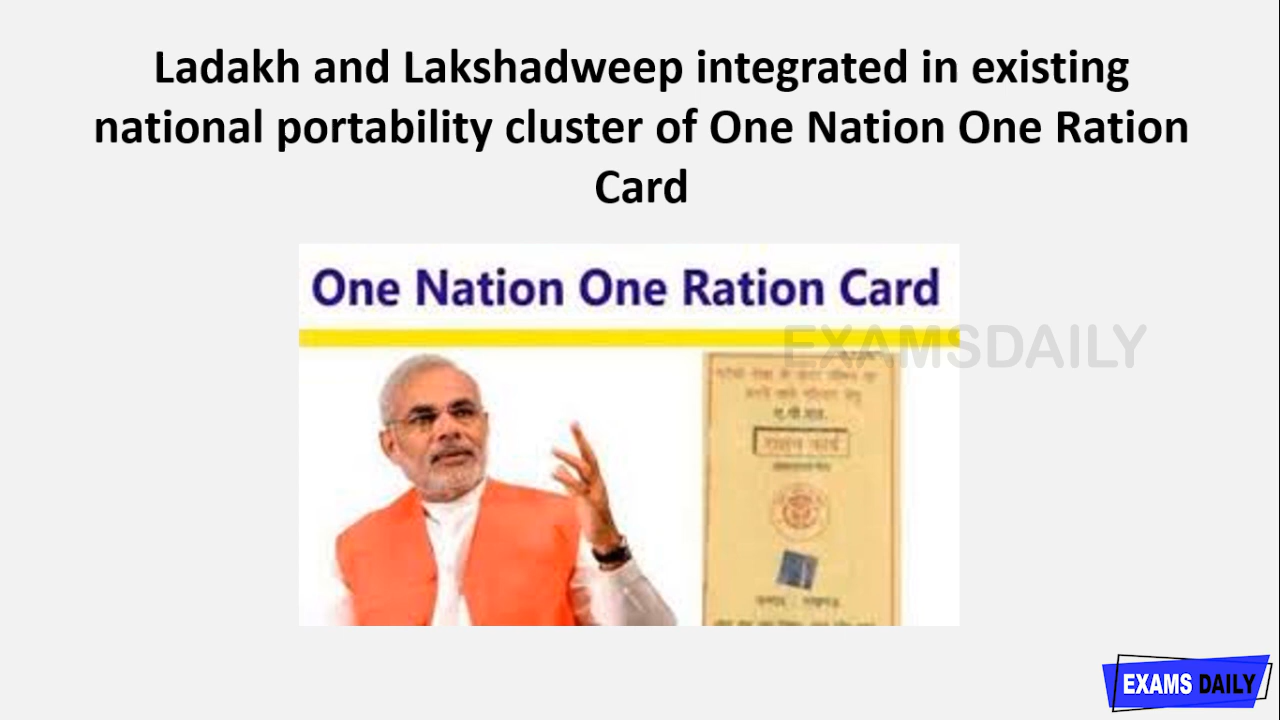 Ladakh and Lakshadweep integrated in existing
national portability cluster of One Nation One Ration
Card
One Nation One Ration Card
EXAMSDAILY
राशन कार्ड
EXAMS DAILY